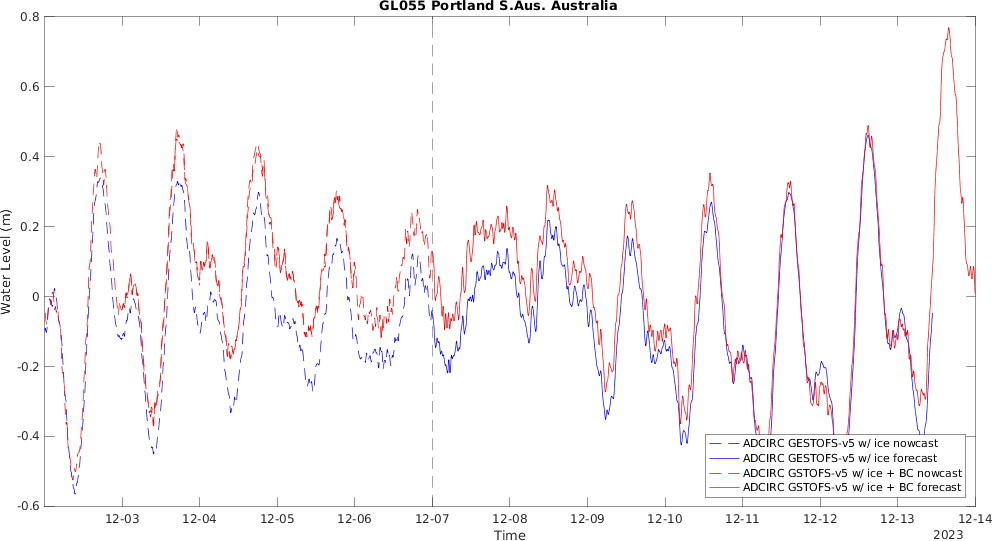 GL055 Portland S.Aus. Australia
Water Level (m)
0.8
0.6
0.4
0.2
0
-0.2
-0.4
-0.6
12-03 12-04 12-05 12-06 12-07 12-08 12-09 12-10 12-11 12-12 12-13 12-14
Time
2023
ADCIRC GESTOFS-v5 w/ ice nowcast
ADCIRC GESTOFS-v5 w/ ice forecast
ADCIRC GSTOFS-v5 w/ ice + BC nowcast
ADCIRC GSTOFS-v5 w/ ice + BC forecast